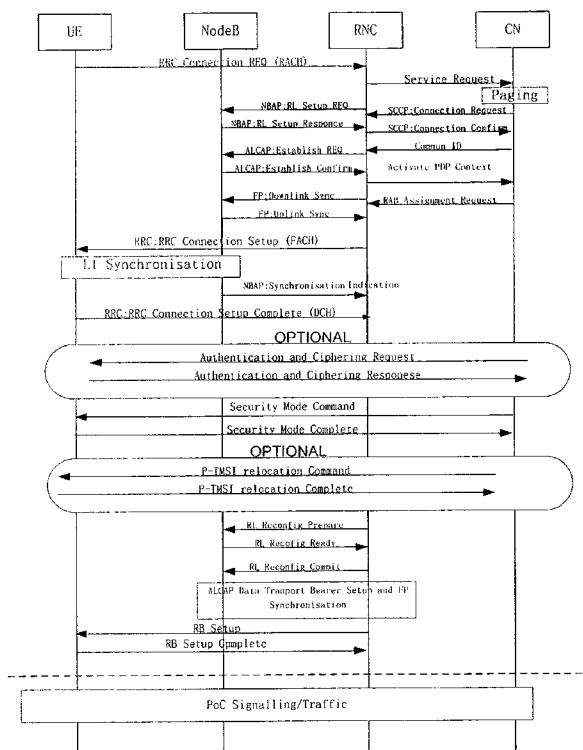 UE NodeB RNC CN
RRC Connection REQ (RACH)
Service Request
Paging
NBAP:RL Setup REQ
SCCP:Connection Request
NBAP:RL Setup Responce
SCCP:Connection Confirm
ALCAP:Establish REQ
Common ID
ALCAP:Establish Confirm
Activate PDP Context
FP:Downlink Sync
RAB Assignment Request
FP:Uplink Sync
RRC:RRC Connection Setup (FACH)
L1 Synchronisation
NBAP:Synchronisation Indication
RRC:RRC Connection Setup Complete (DCH)
OPTIONAL
Authentication and Ciphering Request
Authentication and Ciphering Responese
Security Mode Command
Security Mode Complete
OPTIONAL
P-TMSI relocation Command
P-TMSI relocation Complete
RL Reconfig Prepare
RL Reconfig Ready
RL Reconfig Commit
ALCAP Data Tranport Bearer Setup and FP
Synchronisation
RB Setup
RB Setup Complete
PoC Signalling/Traffic